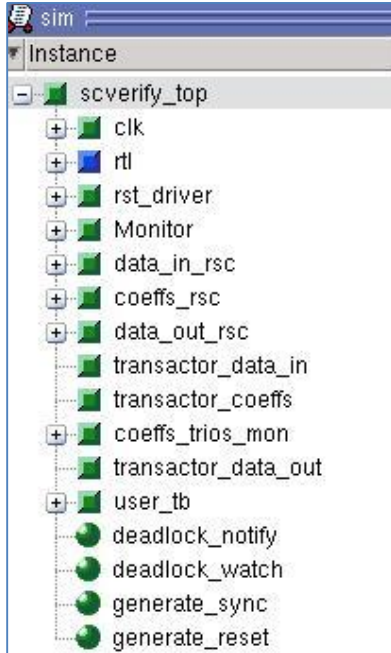 sim
Instance
scverify_top
clk
rtl
rst_driver
Monitor
data_in_rsc
coeffs_rsc
data_out_rsc
transactor_data_in
transactor_coeffs
coeffs_trios_mon
transactor_data_out
user_tb
deadlock_notify
deadlock_watch
generate_sync
generate_reset